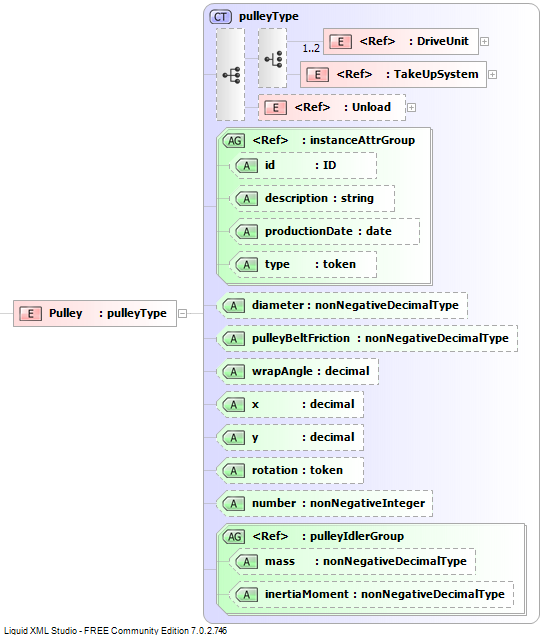 CT pulleyType
E <Ref> : DriveUnit
1..2
E <Ref> : TakeUpSystem
E <Ref> : Unload
AG <Ref> : instanceAttrGroup
A id : ID
A description : string
A productionDate : date
A type : token
E Pulley : pulleyType
A diameter : nonNegativeDecimalType
A pulleyBeltFriction : nonNegativeDecimalType
A wrapAngle : decimal
A x : decimal
A y : decimal
A rotation : token
A number : nonNegativeInteger
AG <Ref> : pulleyIdlerGroup
A mass : nonNegativeDecimalType
A inertiaMoment : nonNegativeDecimalType
Liquid XML Studio - FREE Community Edition 7.0.2.746